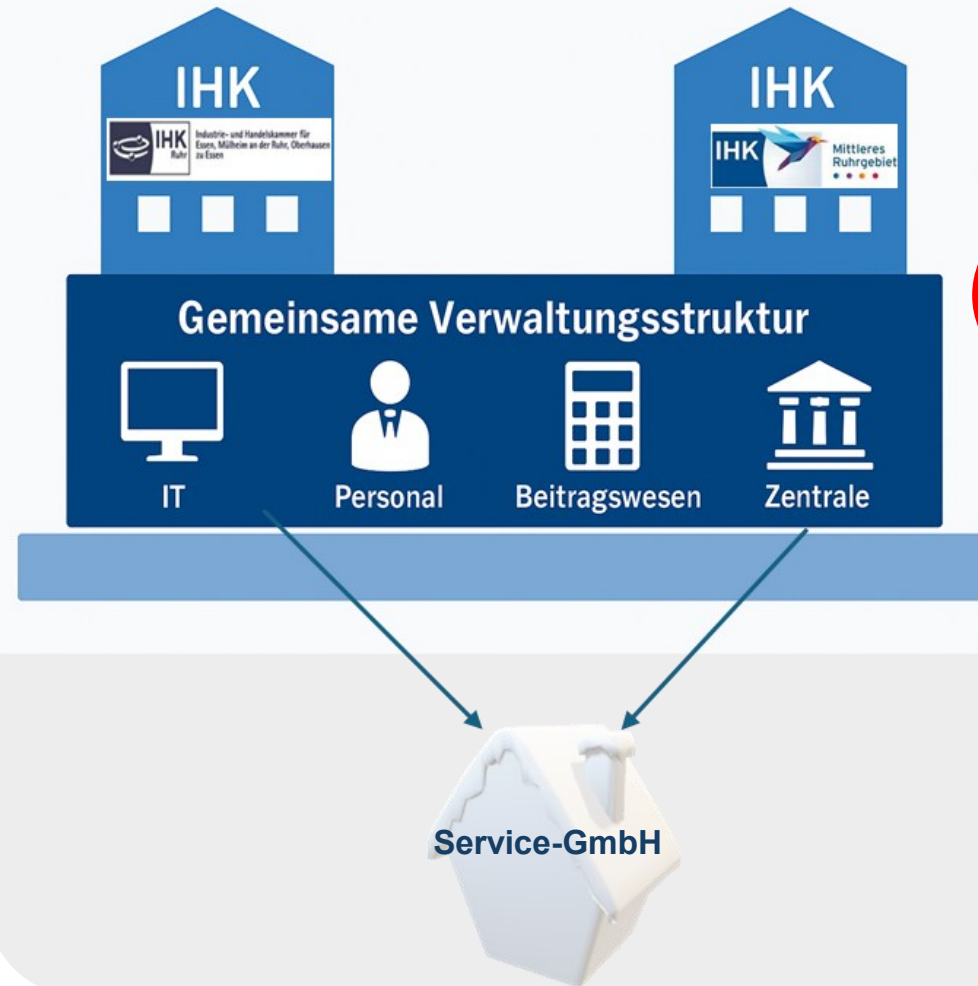 IHK
IHK
IHK
Ruhr
Industrie- und Handelskammer für
Essen, Mülheim an der Ruhr, Oberhausen
zu Essen
IHK
Mittleres
Ruhrgebiet
Gemeinsame Verwaltungsstruktur
IT
Personal
Beitragswesen
Zentrale
Service-GmbH